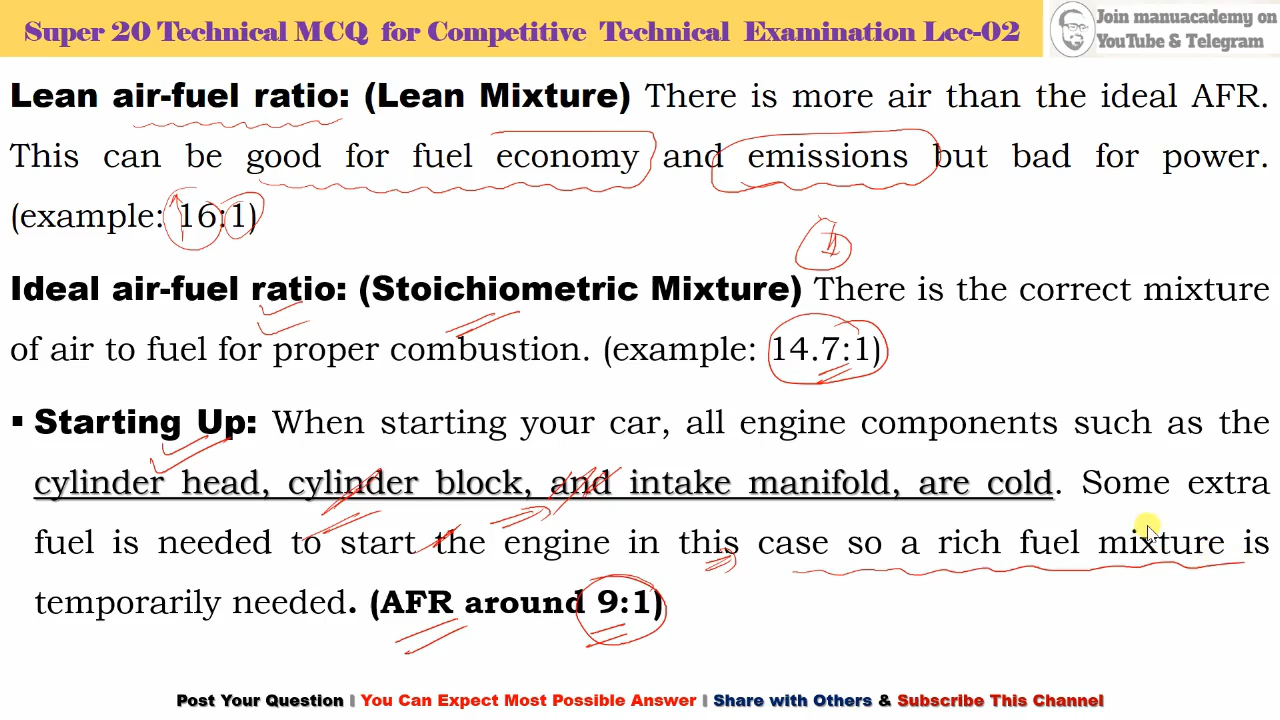 Super 20 Technical MCQ for Competitive Technical Examination Lec-02
Join manuacademy on
YouTube & Telegram
Lean air-fuel ratio: (Lean Mixture) There is more air than the ideal AFR.
This can be good for fuel economy and emissions but bad for power.
(example: 16:1)
1
Ideal air-fuel ratio: (Stoichiometric Mixture) There is the correct mixture
of air to fuel for proper combustion. (example: 14.7:1)
▪ Starting Up: When starting your car, all engine components such as the
cylinder head, cylinder block, and intake manifold, are cold. Some extra
fuel is needed to start the engine in this case so a rich fuel mixture is
temporarily needed. (AFR around 9:1)
Post Your Question | You Can Expect Most Possible Answer | Share with Others & Subscribe This Channel